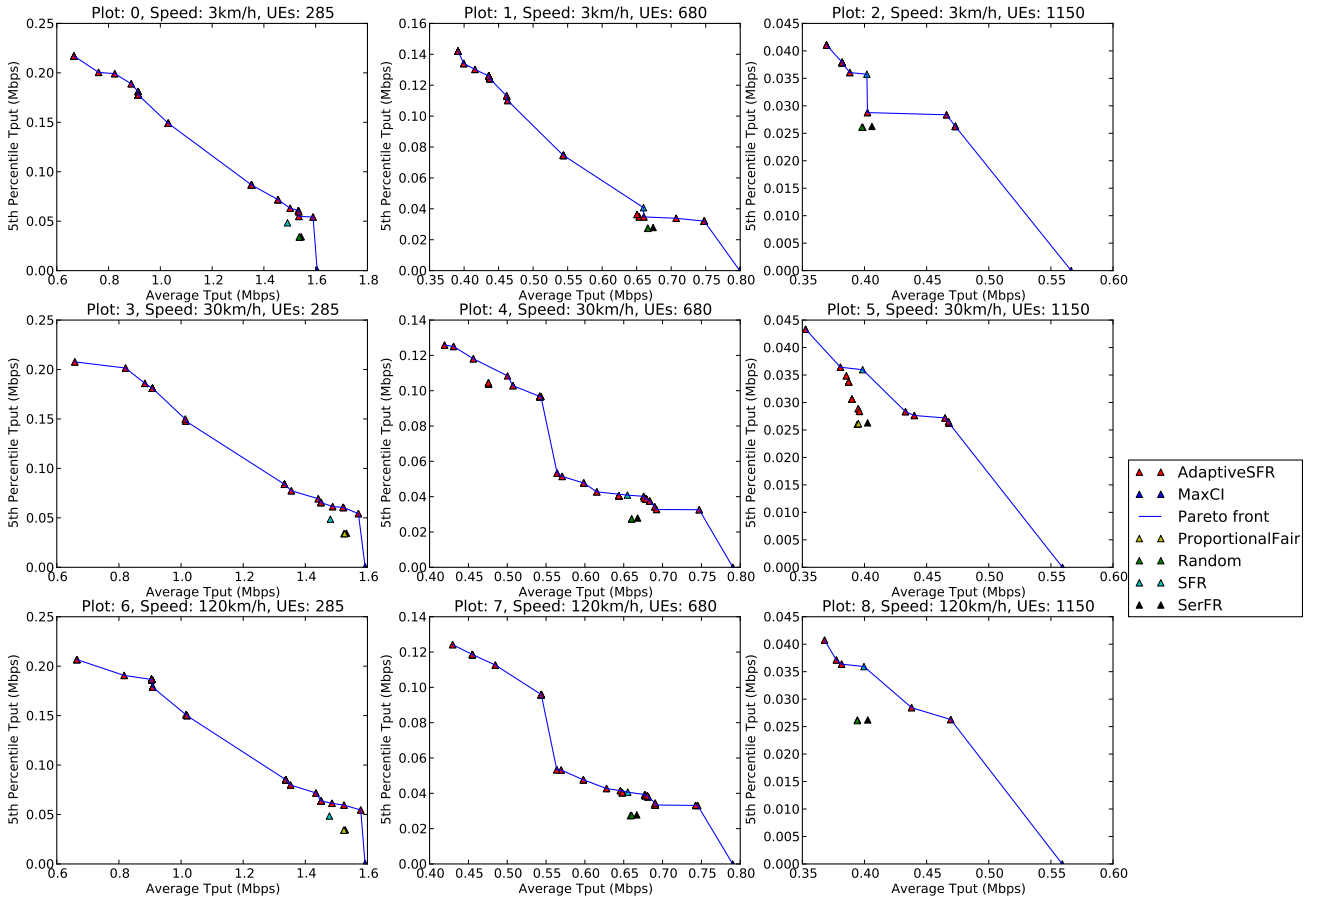 Plot: 0, Speed: 3km/h, UEs: 285
0.25
0.20
0.15
0.10
0.05
0.00
5th Percentile Tput (Mbps)
0.6 0.8 1.0 1.2 1.4 1.6 1.8
Average Tput (Mbps)
Plot: 1, Speed: 3km/h, UEs: 680
0.16
0.14
0.12
0.10
0.08
0.06
0.04
0.02
0.00
5th Percentile Tput (Mbps)
0.35 0.40 0.45 0.50 0.55 0.60 0.65 0.70 0.75 0.80
Average Tput (Mbps)
Plot: 2, Speed: 3km/h, UEs: 1150
0.045
0.040
0.035
0.030
0.025
0.020
0.015
0.010
0.005
0.000
5th Percentile Tput (Mbps)
0.35 0.40 0.45 0.50 0.55 0.60
Average Tput (Mbps)
Plot: 3, Speed: 30km/h, UEs: 285
0.25
0.20
0.15
0.10
0.05
0.00
5th Percentile Tput (Mbps)
0.6 0.8 1.0 1.2 1.4 1.6
Average Tput (Mbps)
Plot: 4, Speed: 30km/h, UEs: 680
0.14
0.12
0.10
0.08
0.06
0.04
0.02
0.00
5th Percentile Tput (Mbps)
0.40 0.45 0.50 0.55 0.60 0.65 0.70 0.75 0.80
Average Tput (Mbps)
Plot: 5, Speed: 30km/h, UEs: 1150
0.045
0.040
0.035
0.030
0.025
0.020
0.015
0.010
0.005
0.000
5th Percentile Tput (Mbps)
0.35 0.40 0.45 0.50 0.55 0.60
Average Tput (Mbps)
AdaptiveSFR
MaxCI
Pareto front
ProportionalFair
Random
SFR
SerFR
Plot: 6, Speed: 120km/h, UEs: 285
0.25
0.20
0.15
0.10
0.05
0.00
5th Percentile Tput (Mbps)
0.6 0.8 1.0 1.2 1.4 1.6
Average Tput (Mbps)
Plot: 7, Speed: 120km/h, UEs: 680
0.14
0.12
0.10
0.08
0.06
0.04
0.02
0.00
5th Percentile Tput (Mbps)
0.40 0.45 0.50 0.55 0.60 0.65 0.70 0.75 0.80
Average Tput (Mbps)
Plot: 8, Speed: 120km/h, UEs: 1150
0.045
0.040
0.035
0.030
0.025
0.020
0.015
0.010
0.005
0.000
5th Percentile Tput (Mbps)
0.35 0.40 0.45 0.50 0.55 0.60
Average Tput (Mbps)